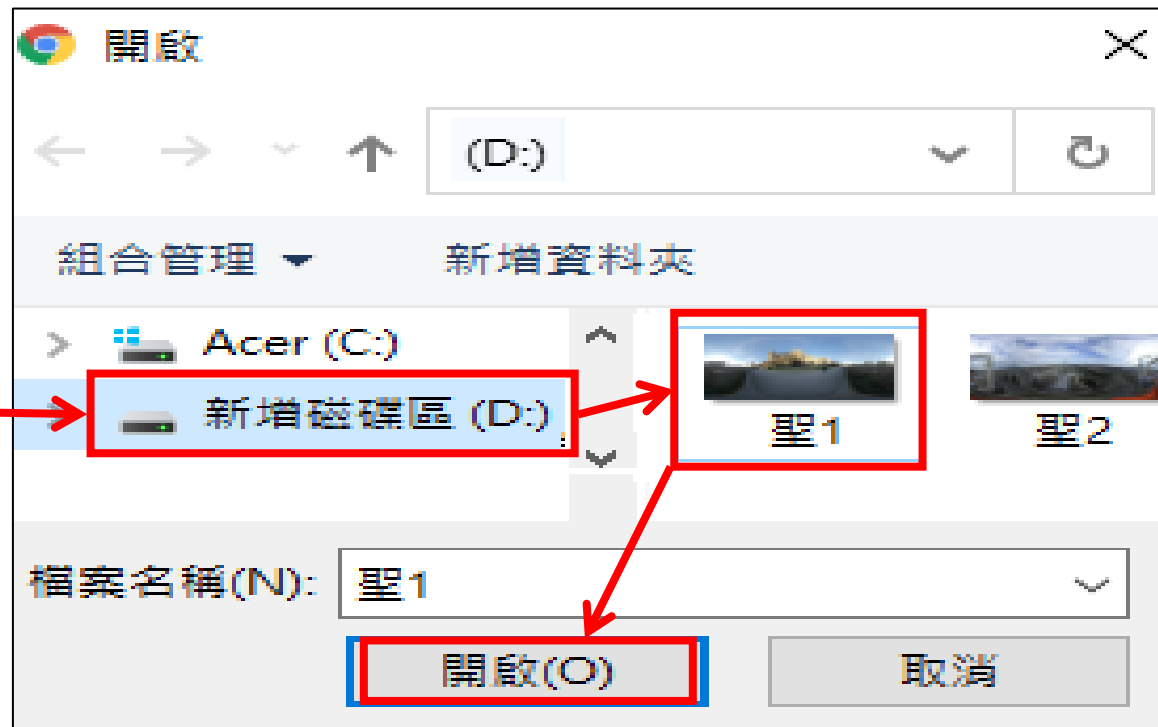 開啟
(D:)
組合管理 新增資料夾
Acer (C:)
新增磁碟區 (D:)
聖1 聖2
檔案名稱(N): 聖1
開啟(O) 取消